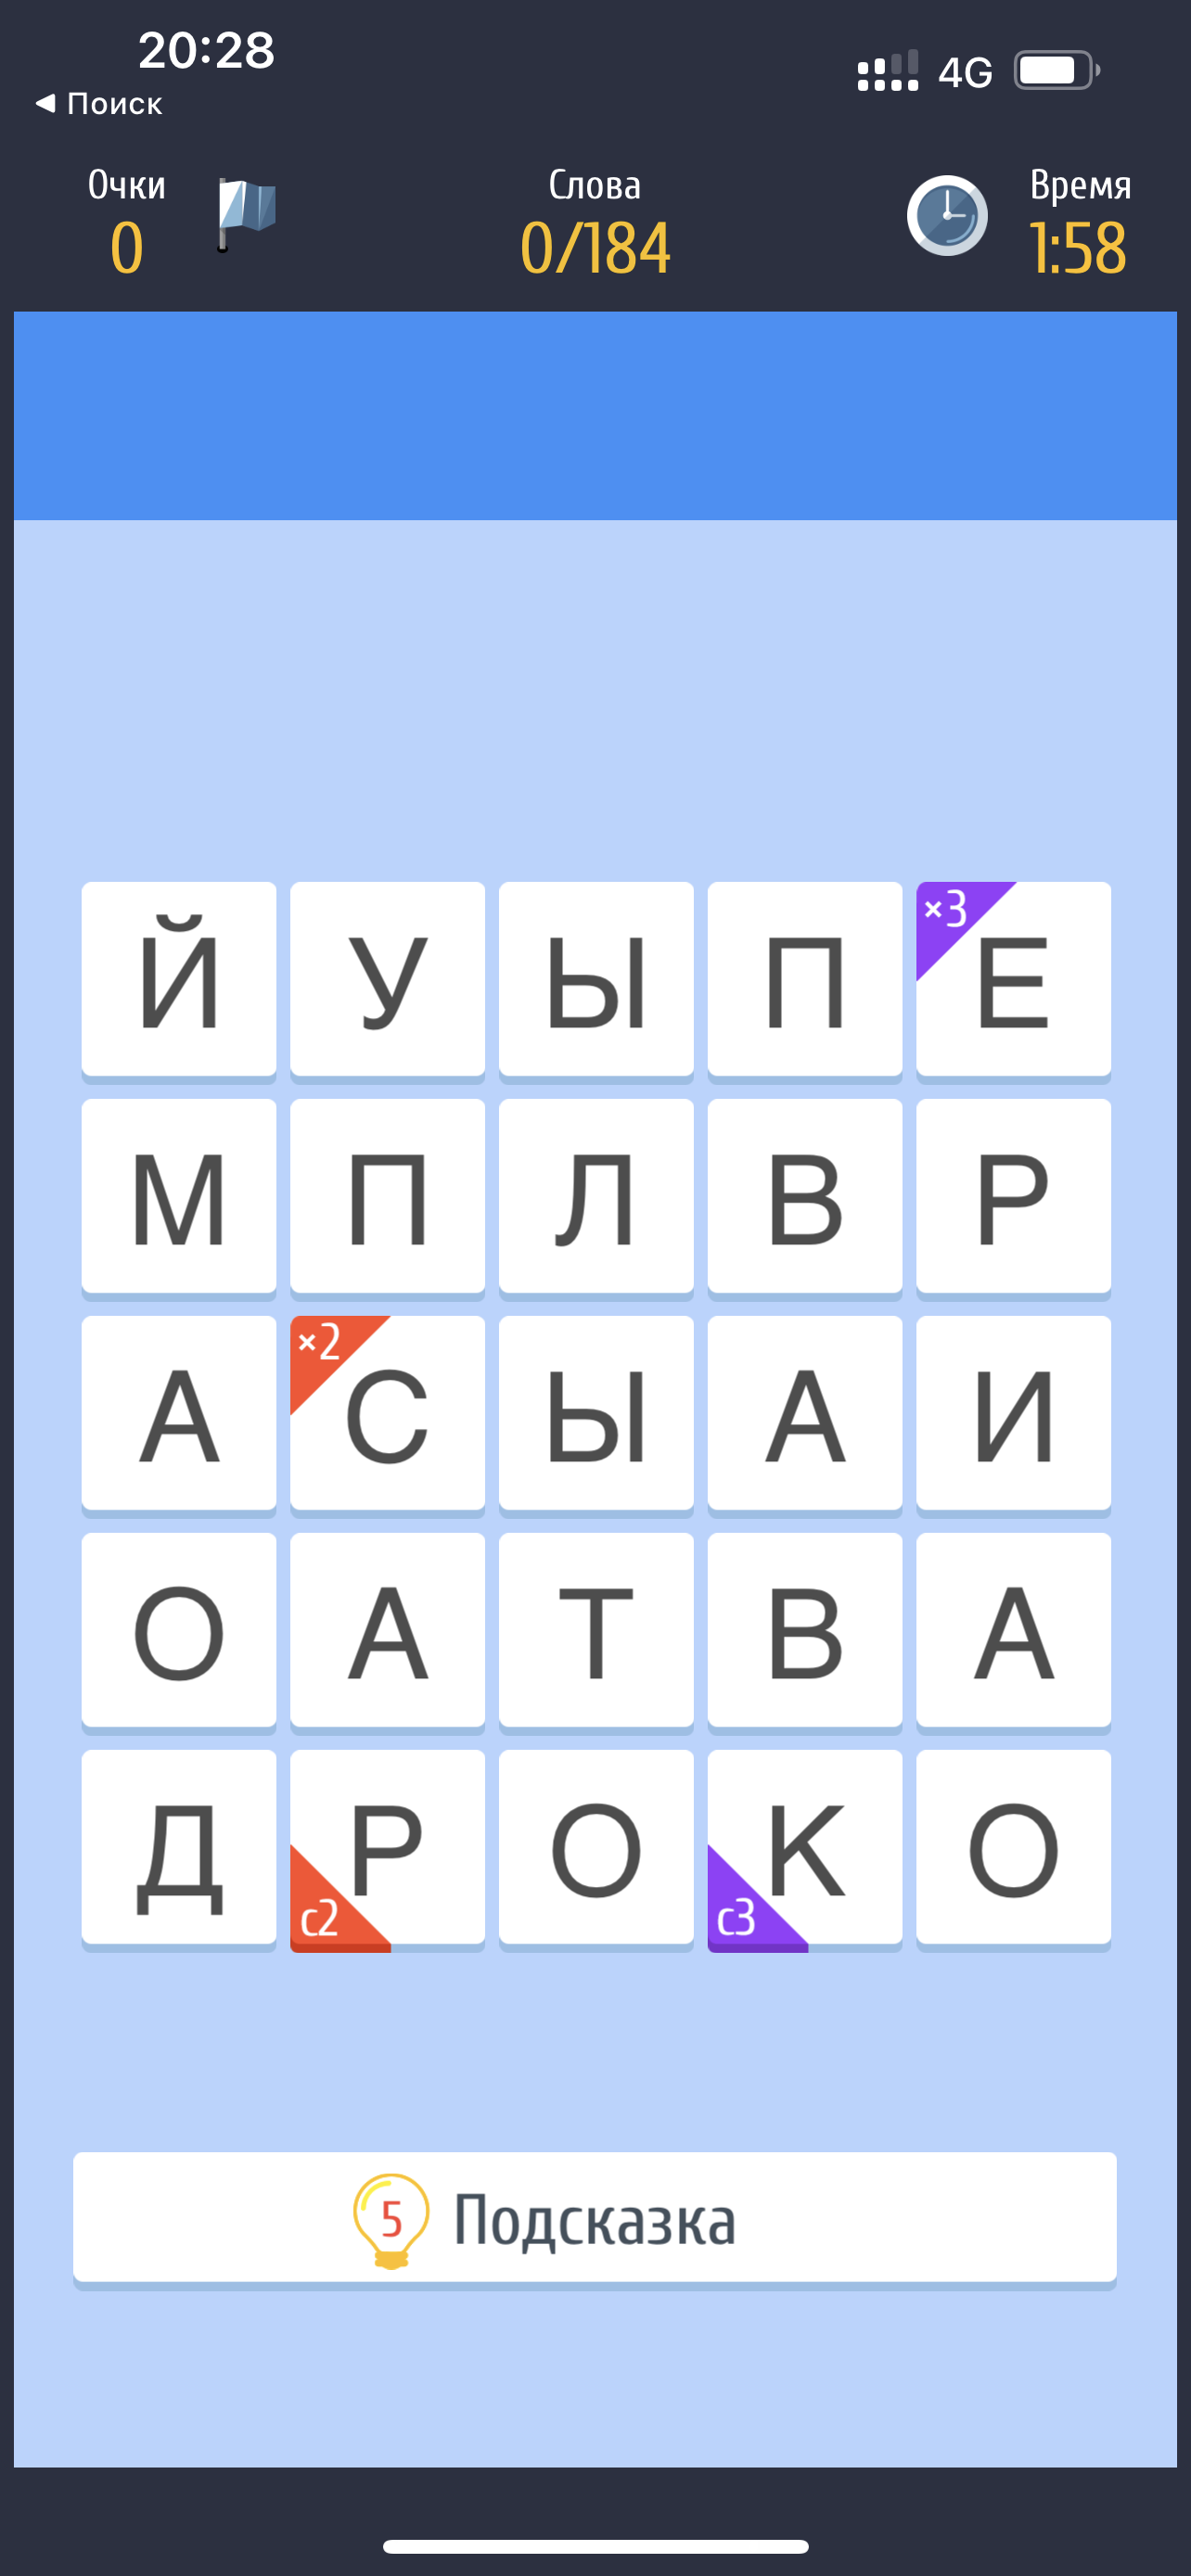 20:28
4G
Поиск
Очки
Слова
Время
0
0/184
1:58
Й У Ы П ×3 Е
М П Л В Р
А ×2 С Ы А И
О А Т В А
Д Р с2 О К с3 О
5 Подсказка